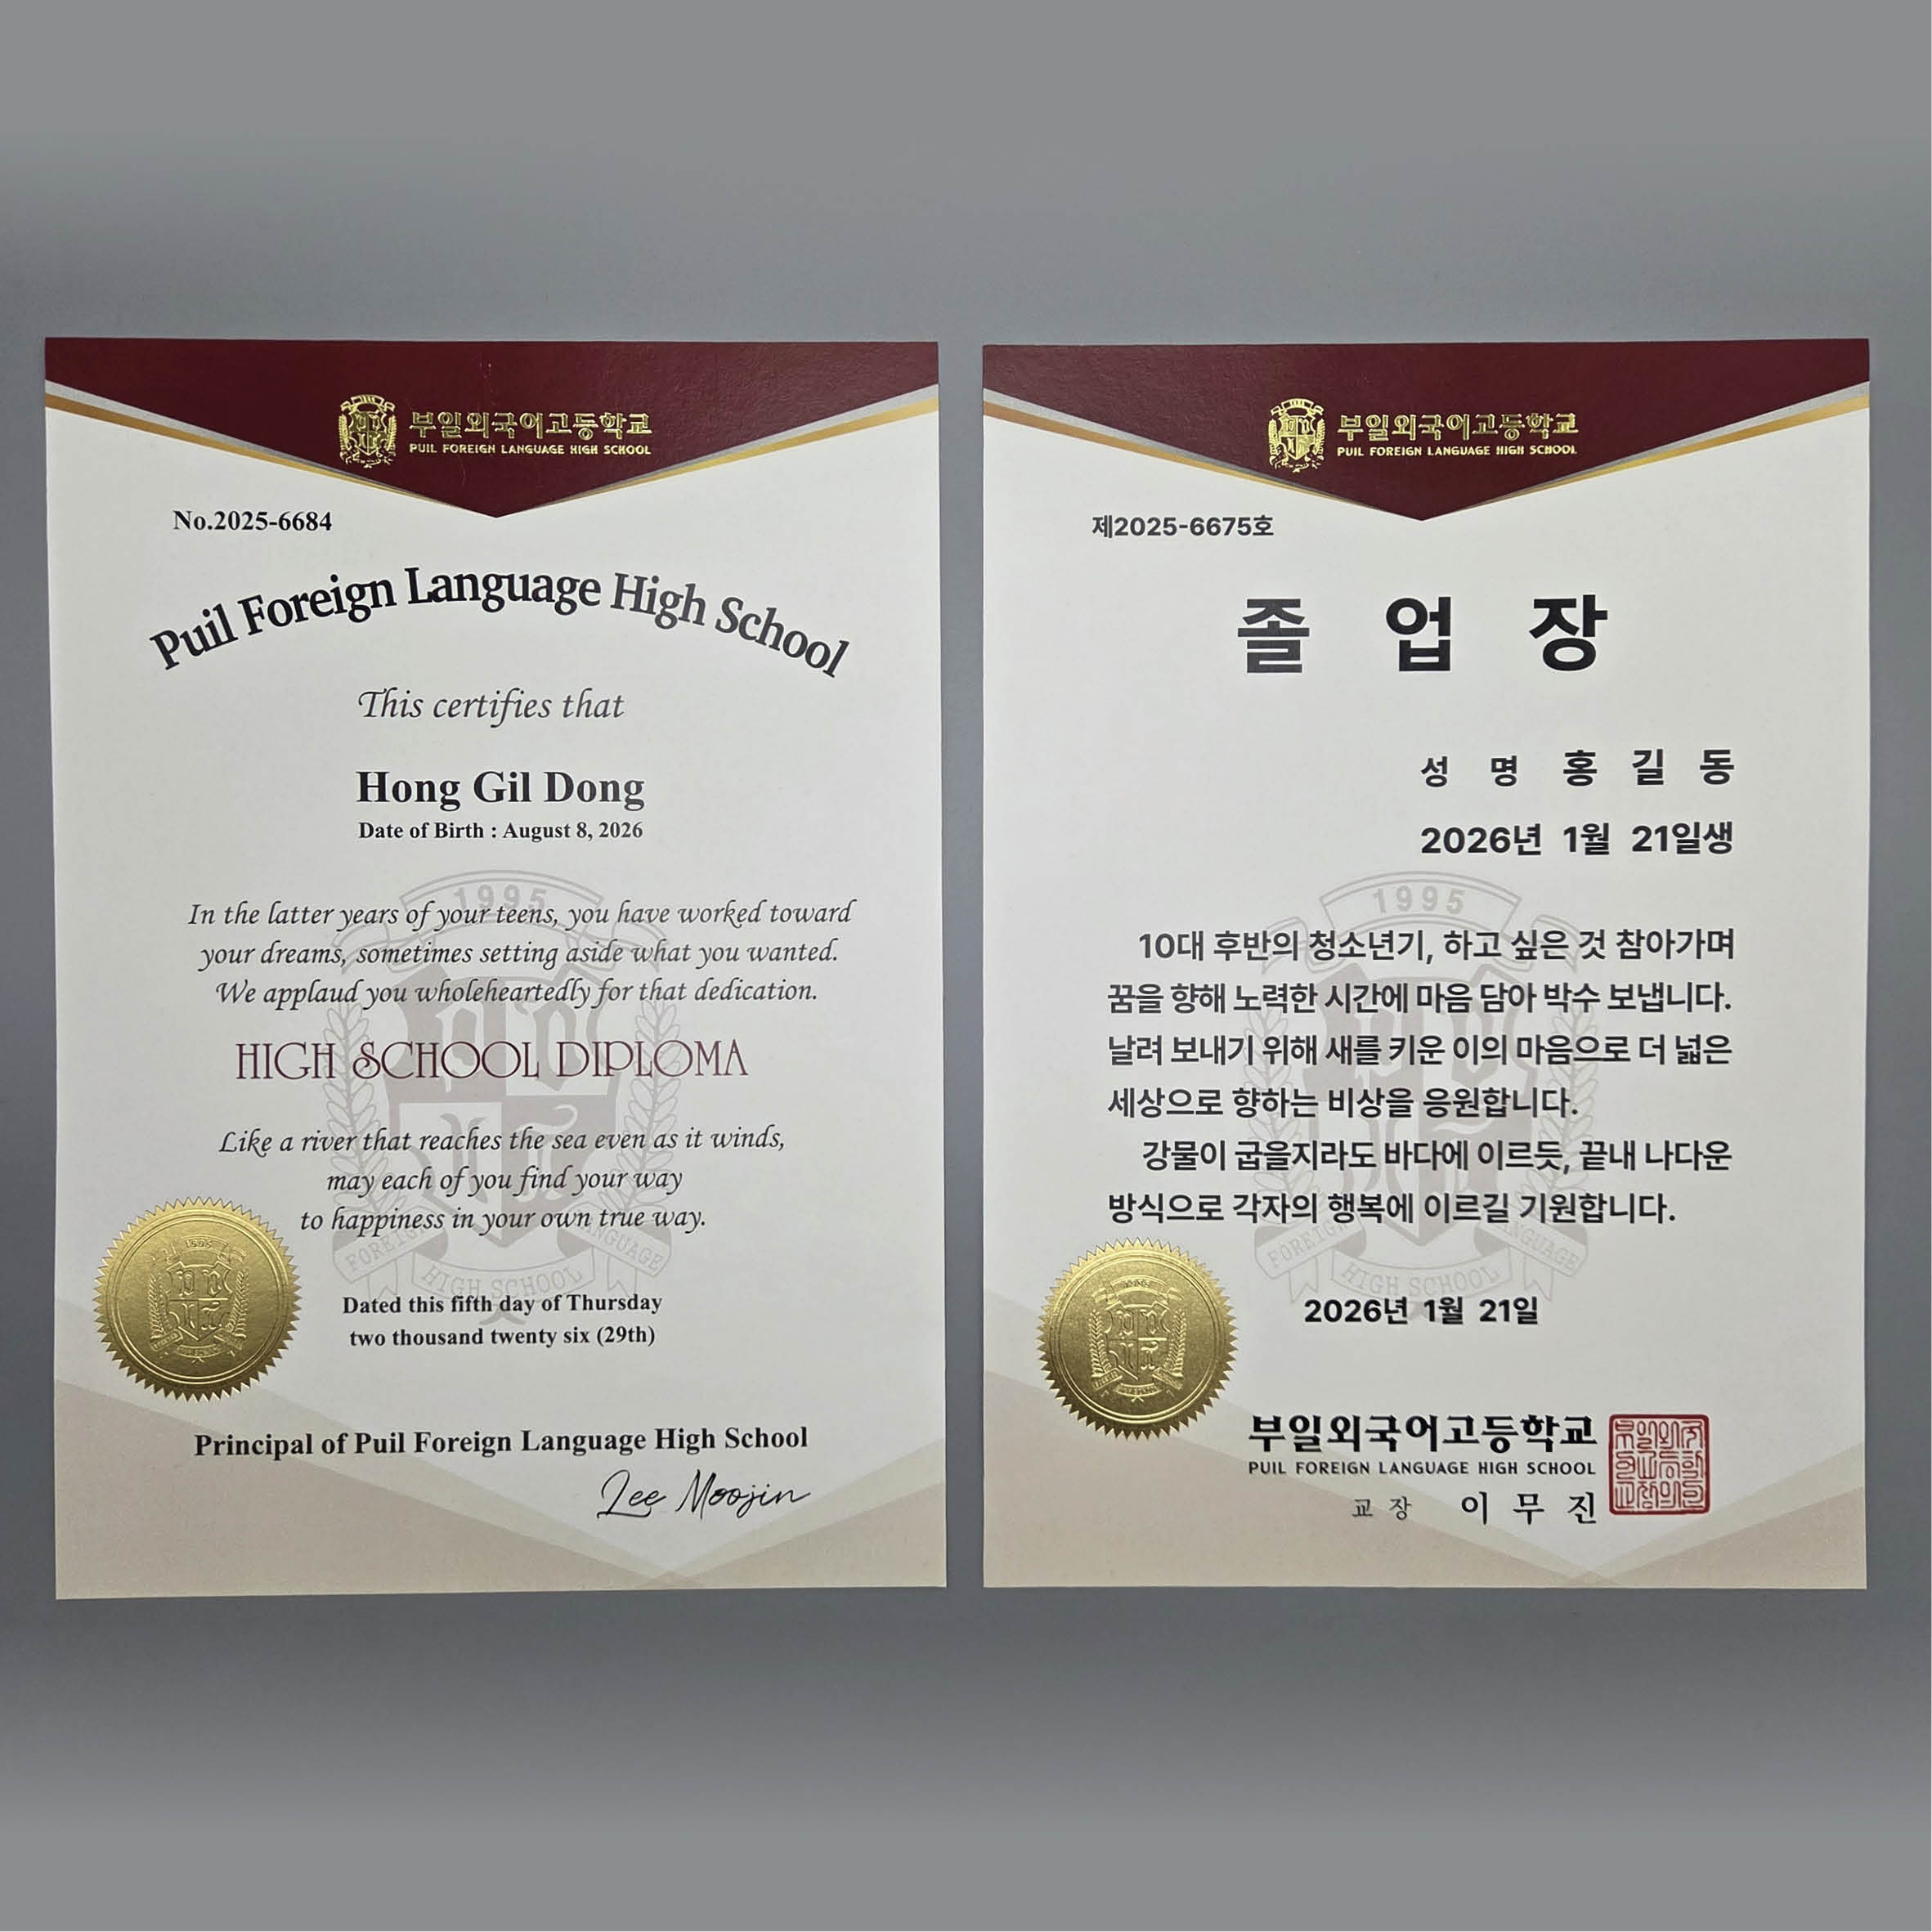 부일외국어고등학교
PUIL FOREIGN LANGUAGE HIGH SCHOOL
No.2025-6684
Puil Foreign Language High School
This certifies that
Hong Gil Dong
Date of Birth : August 8, 2026
1995
In the latter years of your teens, you have worked toward
your dreams, sometimes setting aside what you wanted.
We applaud you wholeheartedly for that dedication.
HIGH SCHOOL DIPLOMA
Like a river that reaches the sea even as it winds,
may each of you find your way
to happiness in your own true way.
FOREIGN LANGUAGE
HIGH SCHOOL
1995
Dated this fifth day of Thursday
two thousand twenty six (29th)
Principal of Puil Foreign Language High School
Lee Moojin
부일외국어고등학교
PUIL FOREIGN LANGUAGE HIGH SCHOOL
제2025-6675호
졸 업 장
성 명 홍 길 동
2026년 1월 21일생
1995
10대 후반의 청소년기, 하고 싶은 것 참아가며
꿈을 향해 노력한 시간에 마음 담아 박수 보냅니다.
날려 보내기 위해 새를 키운 이의 마음으로 더 넓은
세상으로 향하는 비상을 응원합니다.
강물이 굽을지라도 바다에 이르듯, 끝내 나다운
방식으로 각자의 행복에 이르길 기원합니다.
FOREIGN LANGUAGE
HIGH SCHOOL
1995
2026년 1월 21일
부일외국어고등학교
PUIL FOREIGN LANGUAGE HIGH SCHOOL
교 장 이 무 진